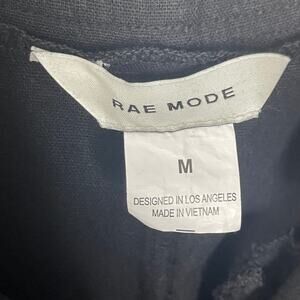 RAE MODE
M
DESIGNED IN LOS ANGELES
MADE IN VIETNAM